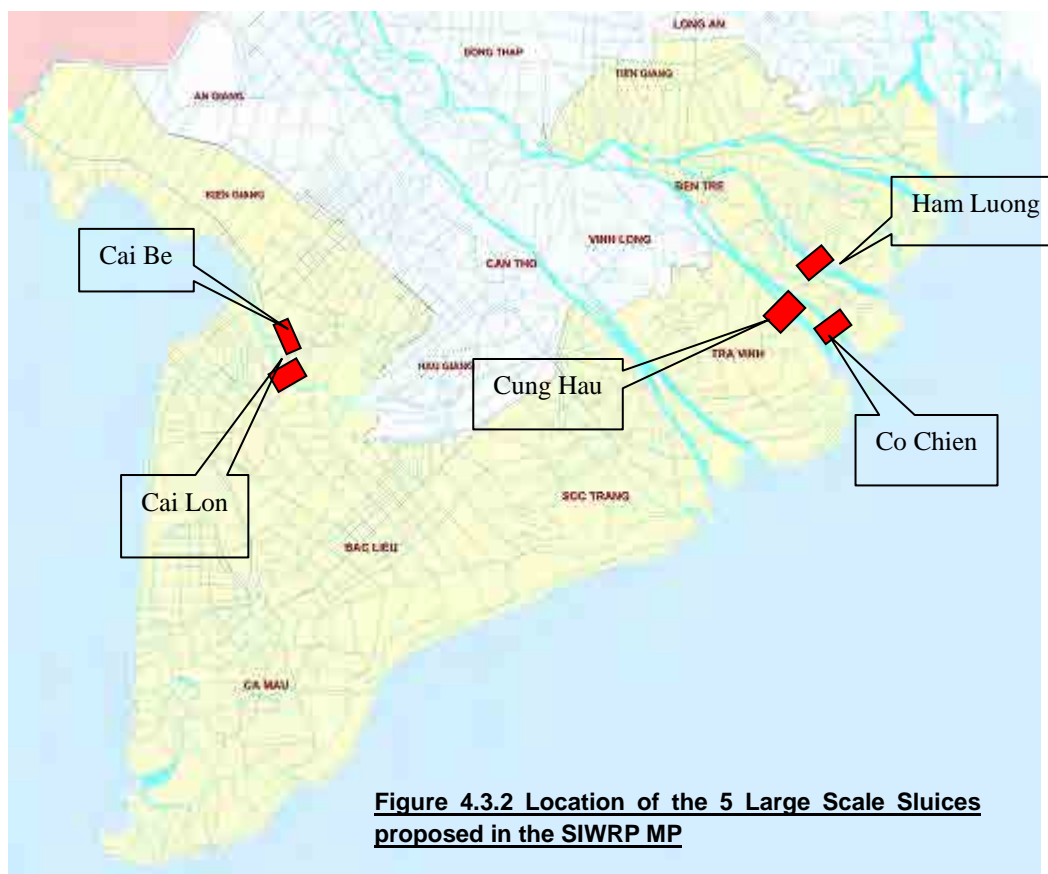 LONG AN
DONG THAP
TIEN GIANG
AN GIANG
BEN TRE
KIEN GIANG
Ham Luong
VINH LONG
Cai Be
CAN THO
TRA VINH
HAU GIANG
Cung Hau
Co Chien
Cai Lon
SOC TRANG
BAC LIEU
CA MAU
Figure 4.3.2 Location of the 5 Large Scale Sluices
proposed in the SIWRP MP